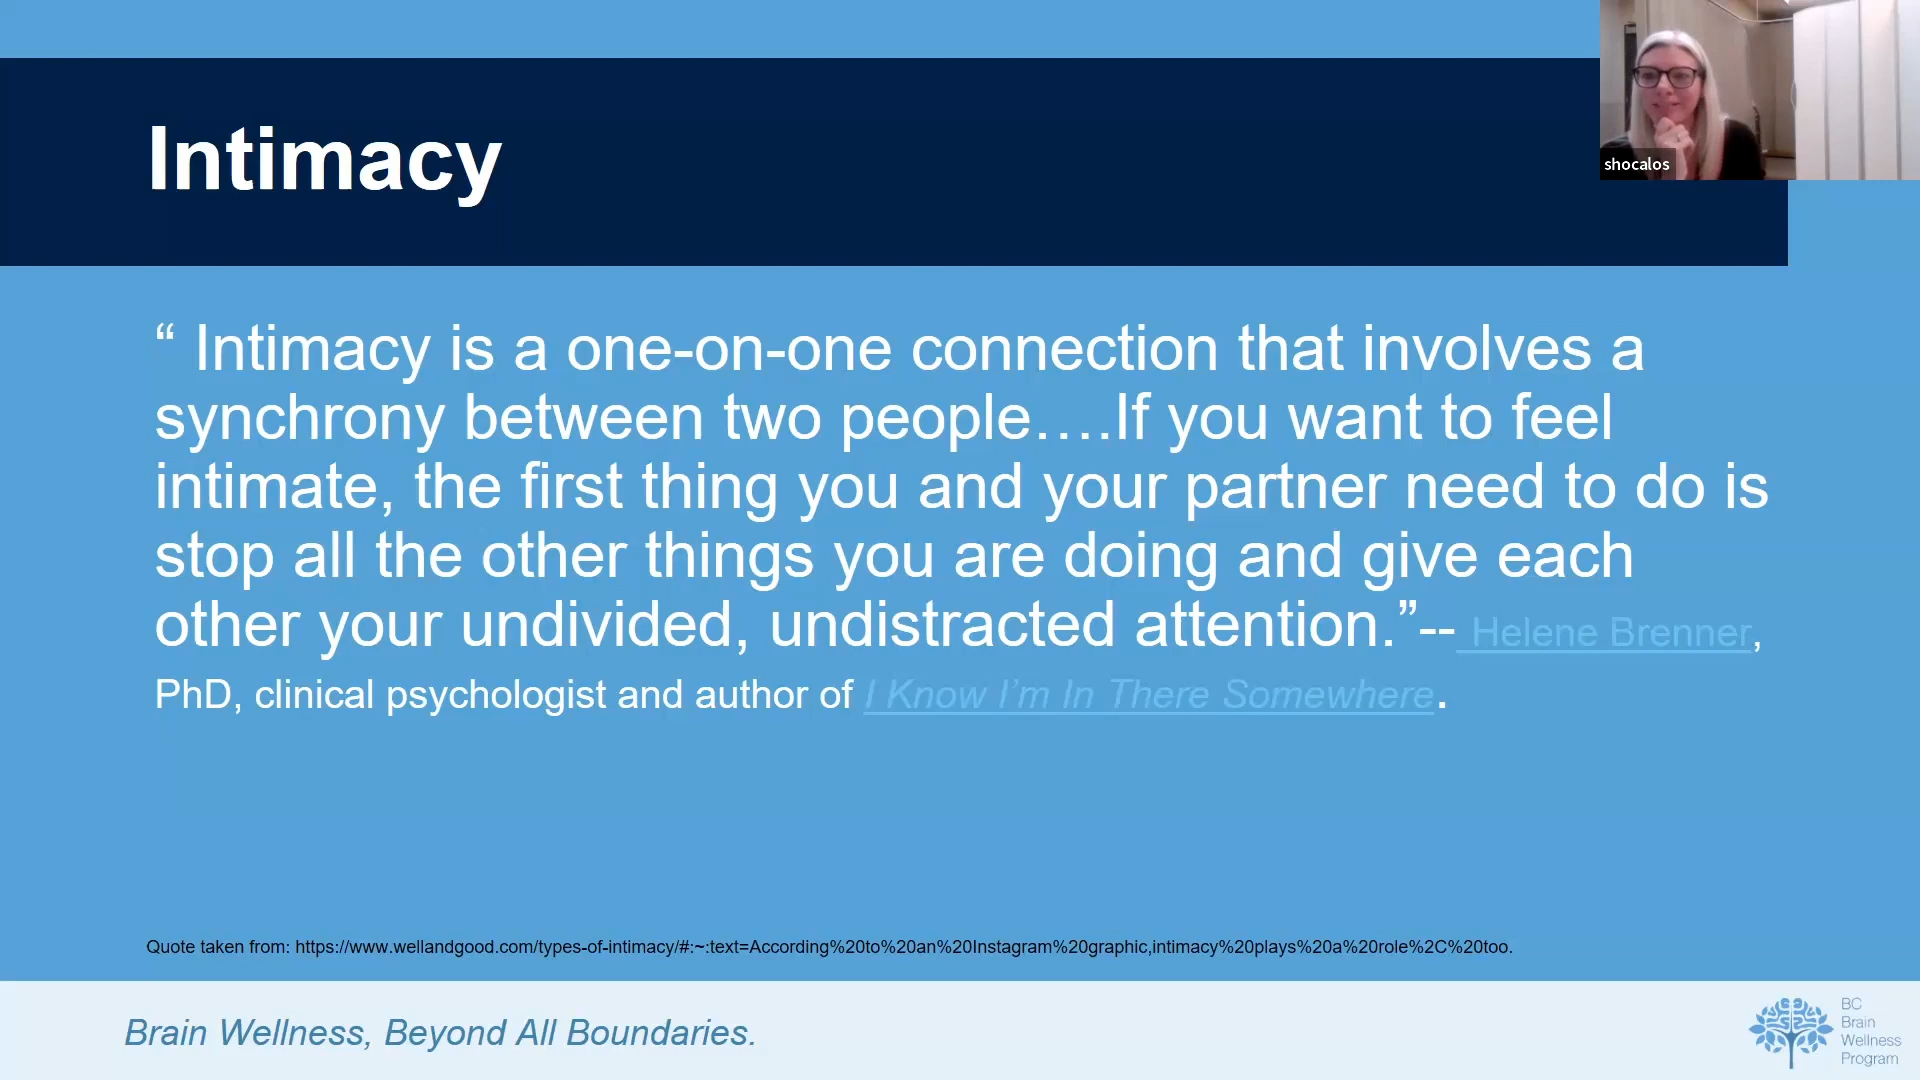 Intimacy
shocalos
“ Intimacy is a one-on-one connection that involves a
synchrony between two people….If you want to feel
intimate, the first thing you and your partner need to do is
stop all the other things you are doing and give each
other your undivided, undistracted attention.”-- Helene Brenner,
PhD, clinical psychologist and author of I Know I’m In There Somewhere.
Quote taken from: https://www.wellandgood.com/types-of-intimacy/#:~:text=According%20to%20an%20Instagram%20graphic,intimacy%20plays%20a%20role%2C%20too.
Brain Wellness, Beyond All Boundaries.
BC
Brain
Wellness
Program